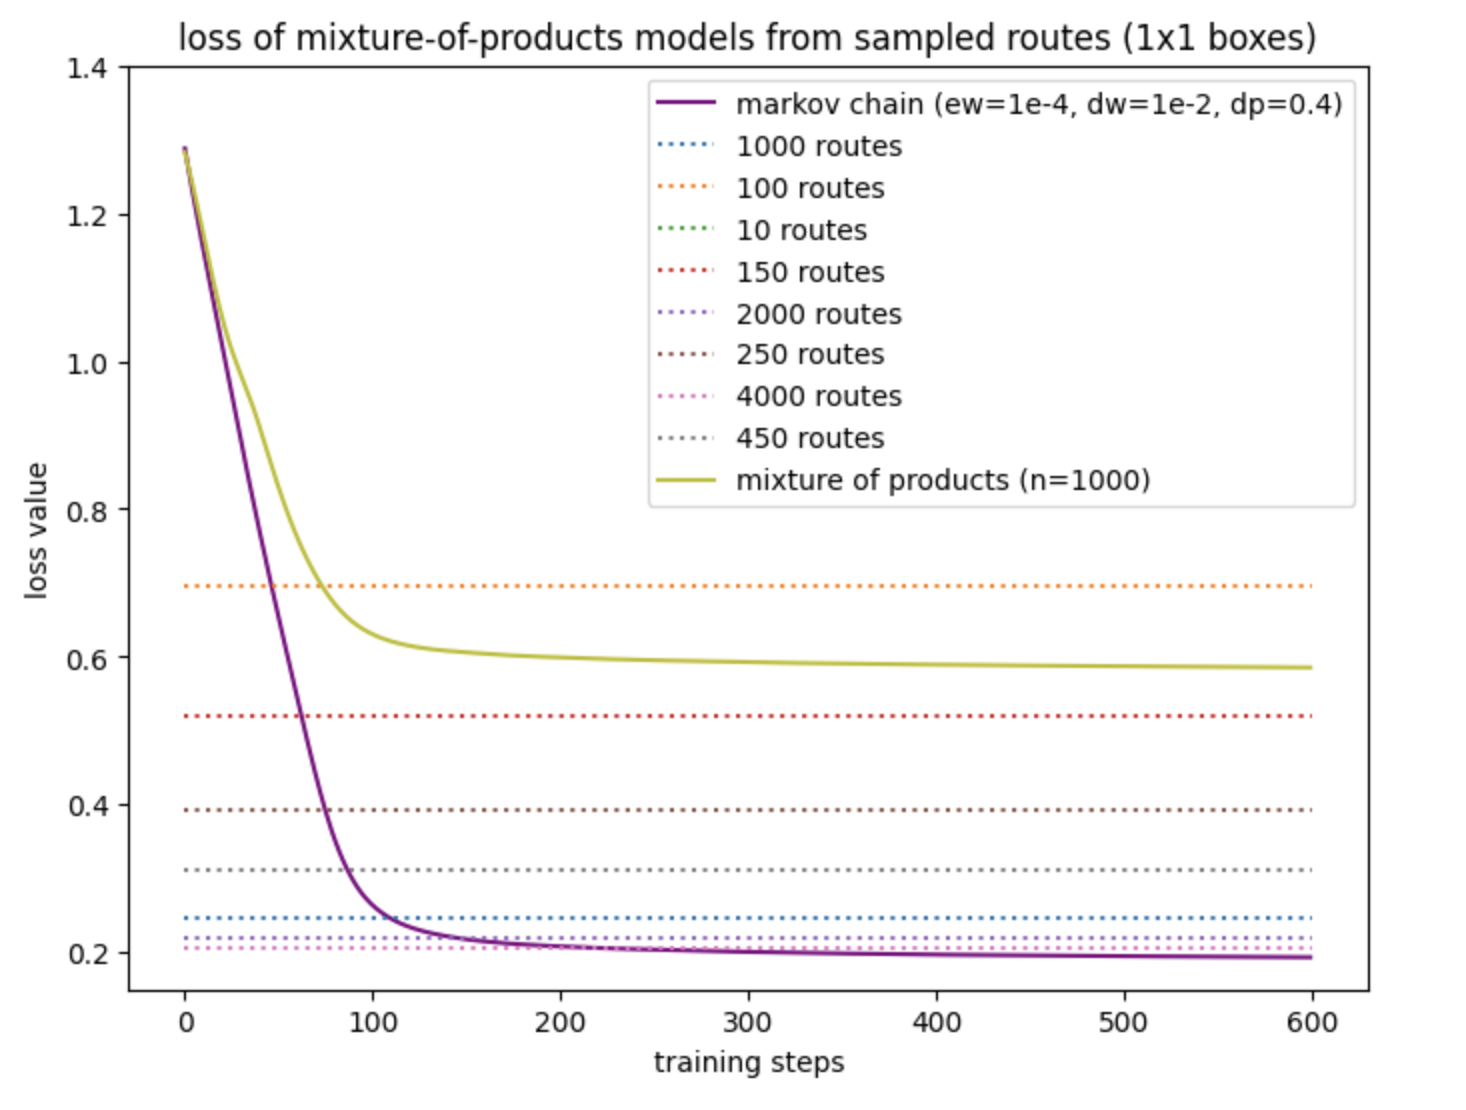 loss of mixture-of-products models from sampled routes (1x1 boxes)
1.4
1.2
1.0
0.8
0.6
0.4
0.2
loss value
markov chain (ew=1e-4, dw=1e-2, dp=0.4)
1000 routes
100 routes
10 routes
150 routes
2000 routes
250 routes
4000 routes
450 routes
mixture of products (n=1000)
0 100 200 300 400 500 600
training steps